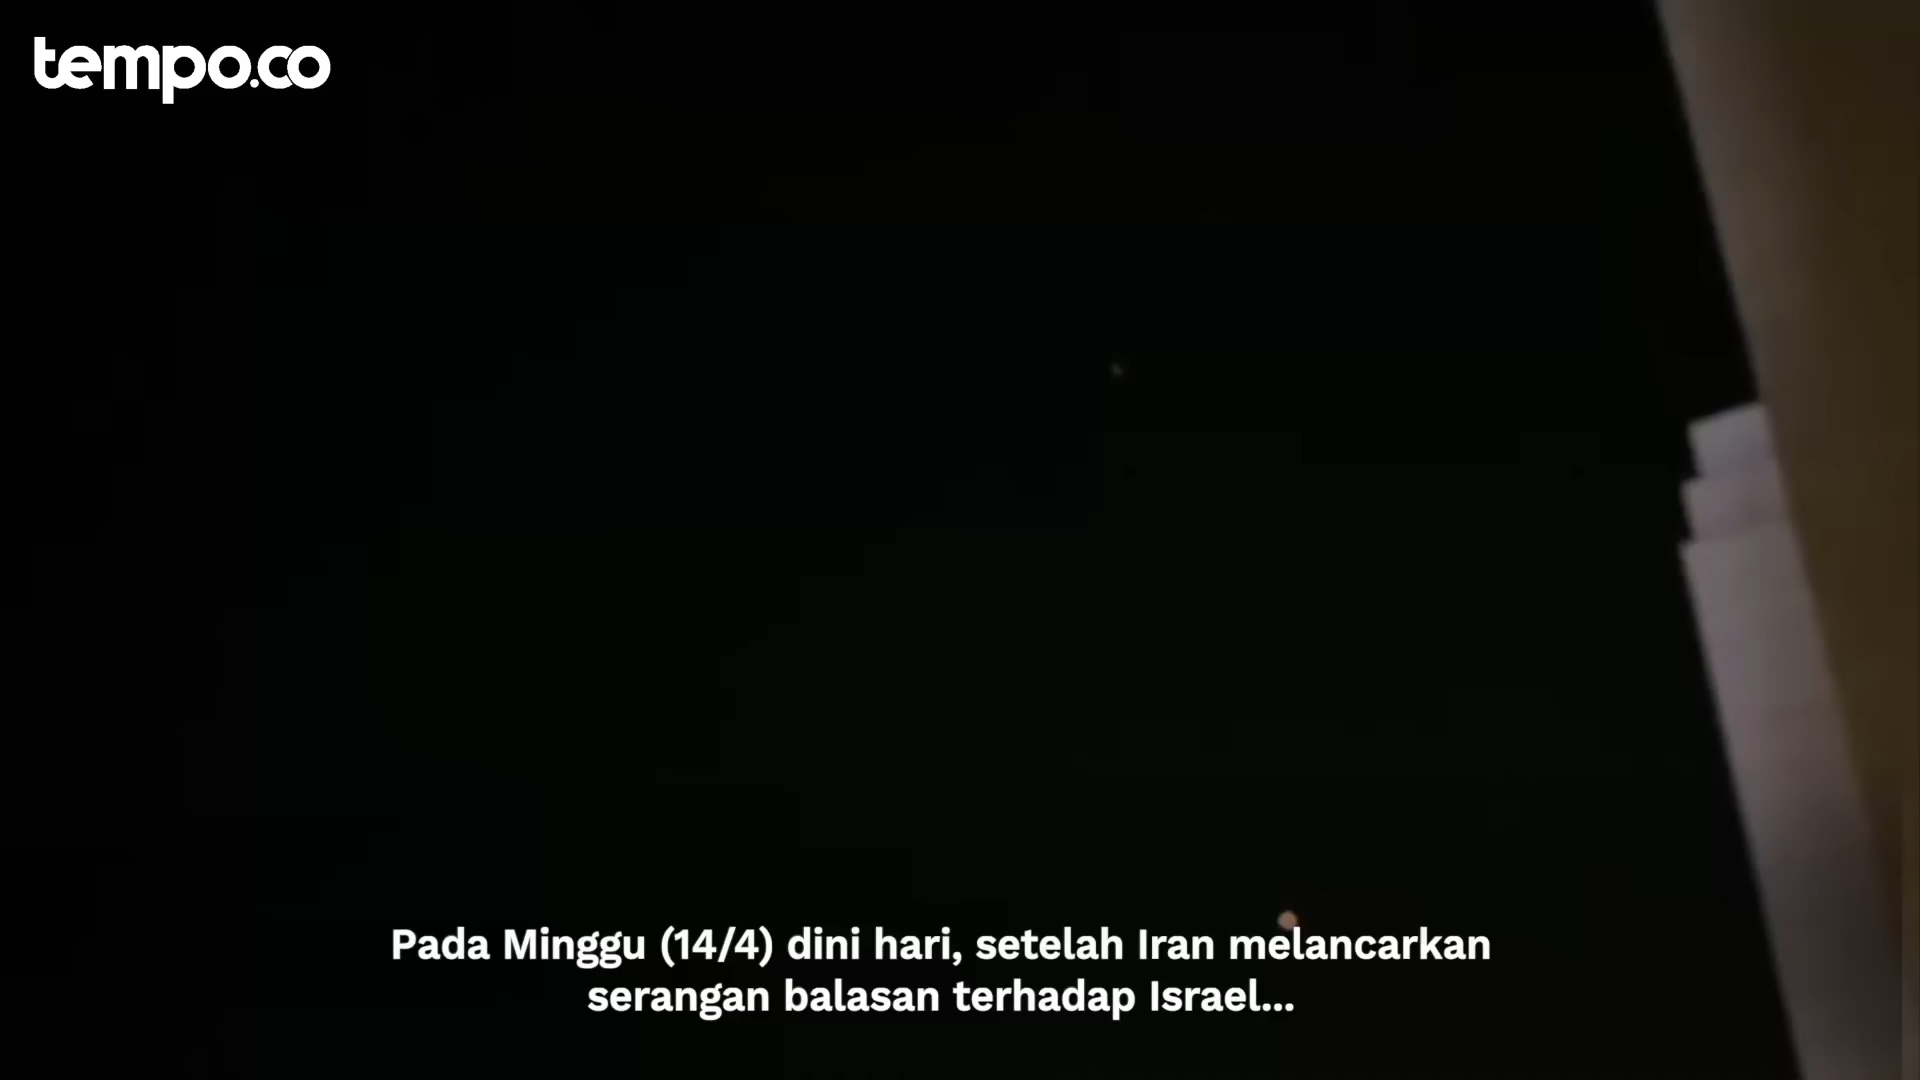 tempo.co
Pada Minggu (14/4) dini hari, setelah Iran melancarkan
serangan balasan terhadap Israel...